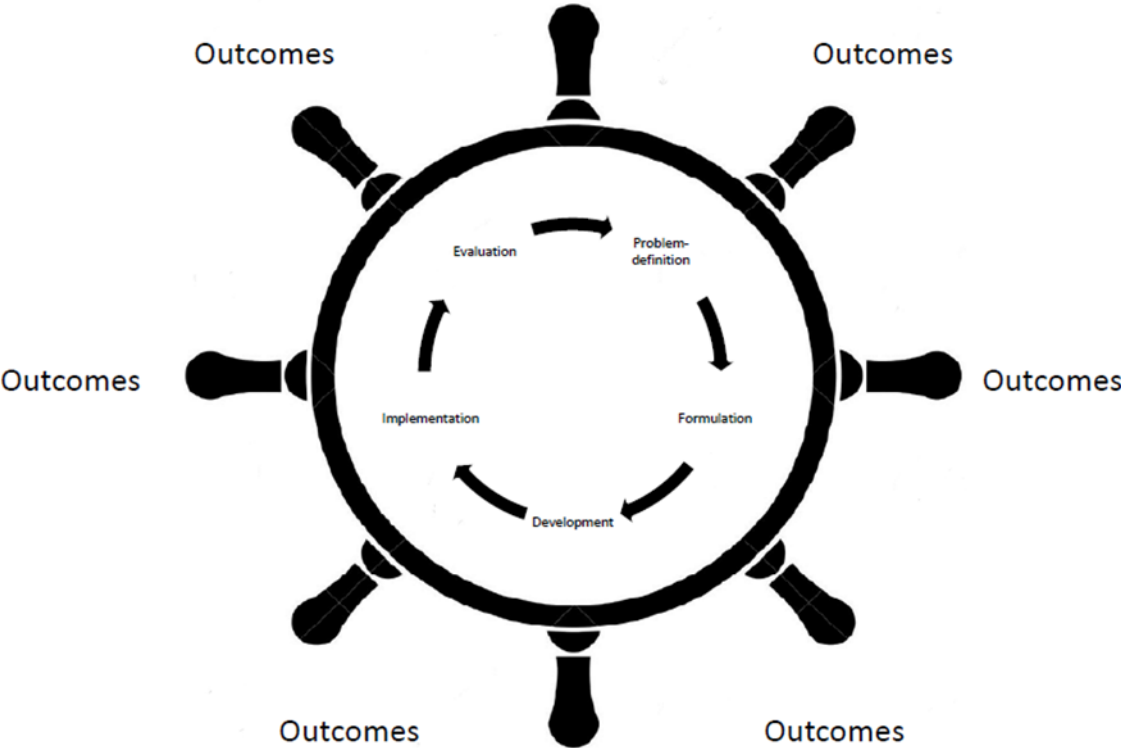 Outcomes
Outcomes
Evaluation
Problem-
definition
Outcomes
Outcomes
Implementation
Formulation
Development
Outcomes
Outcomes